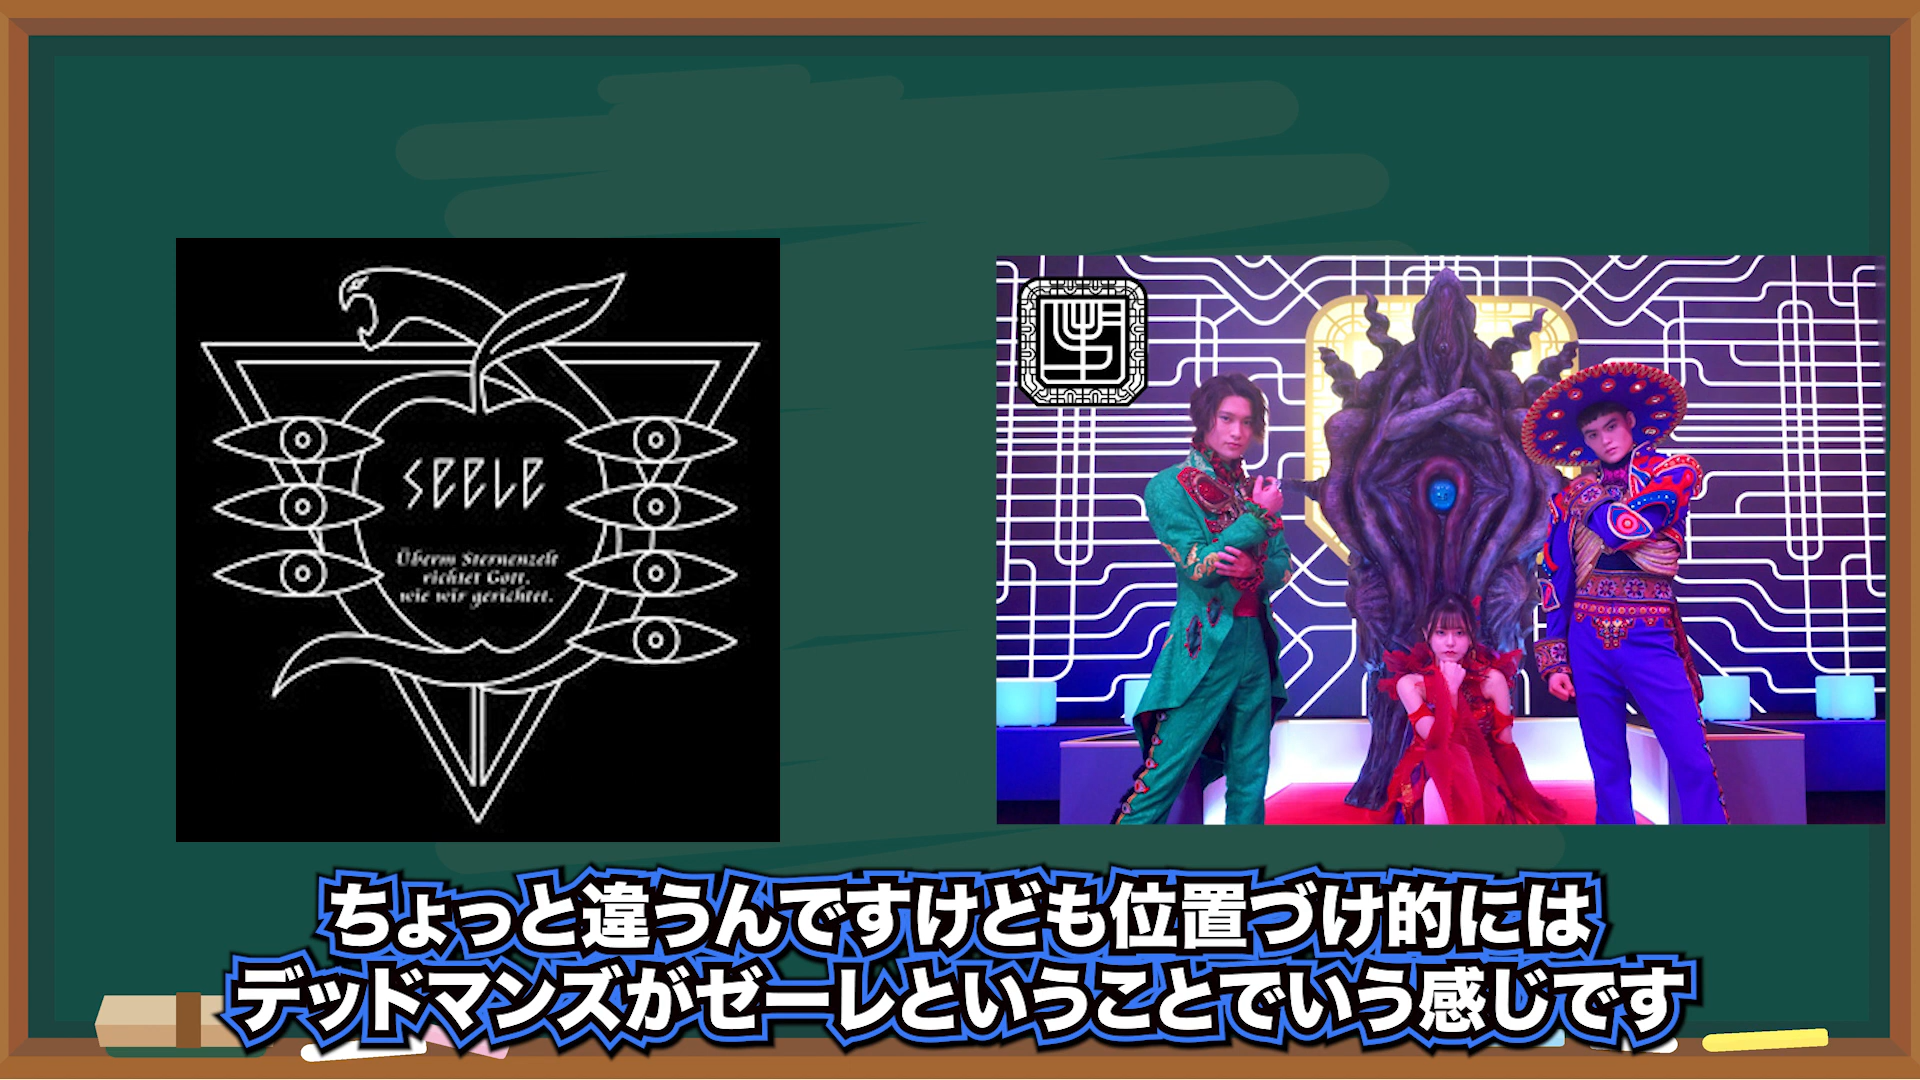 SEELE
Überm Sternenzelt
richtet Gott,
wie wir gerichtet.
ちょっと違うんですけども位置づけ的には
デッドマンズがゼーレということでいう感じです